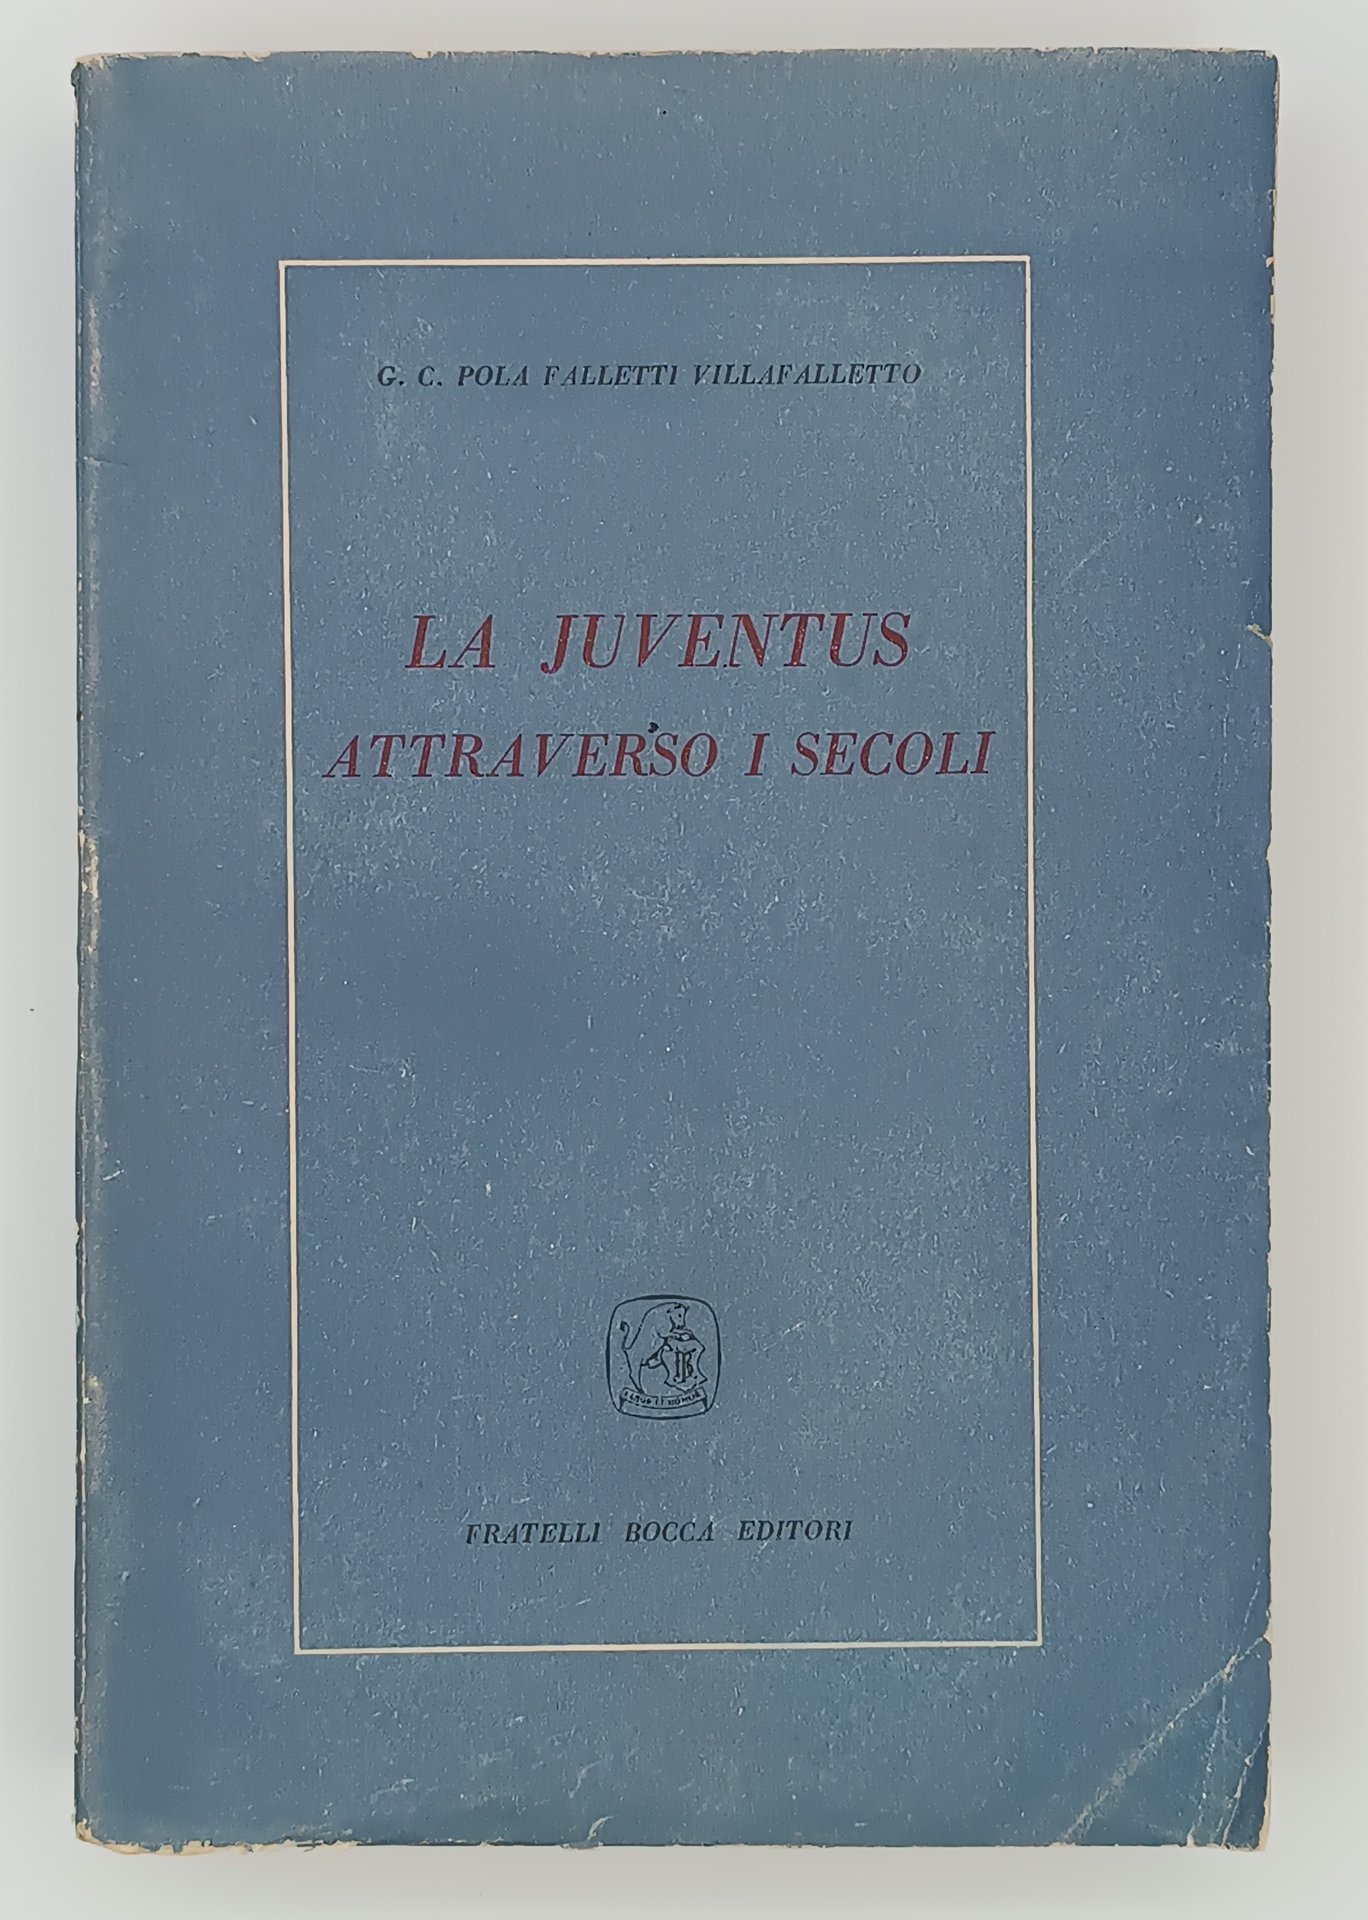 G. C. POLA FALLETTI VILLAFALLETTO
LA JUVENTUS
ATTRAVERSO I SECOLI
FRATELLI BOCCA EDITORI